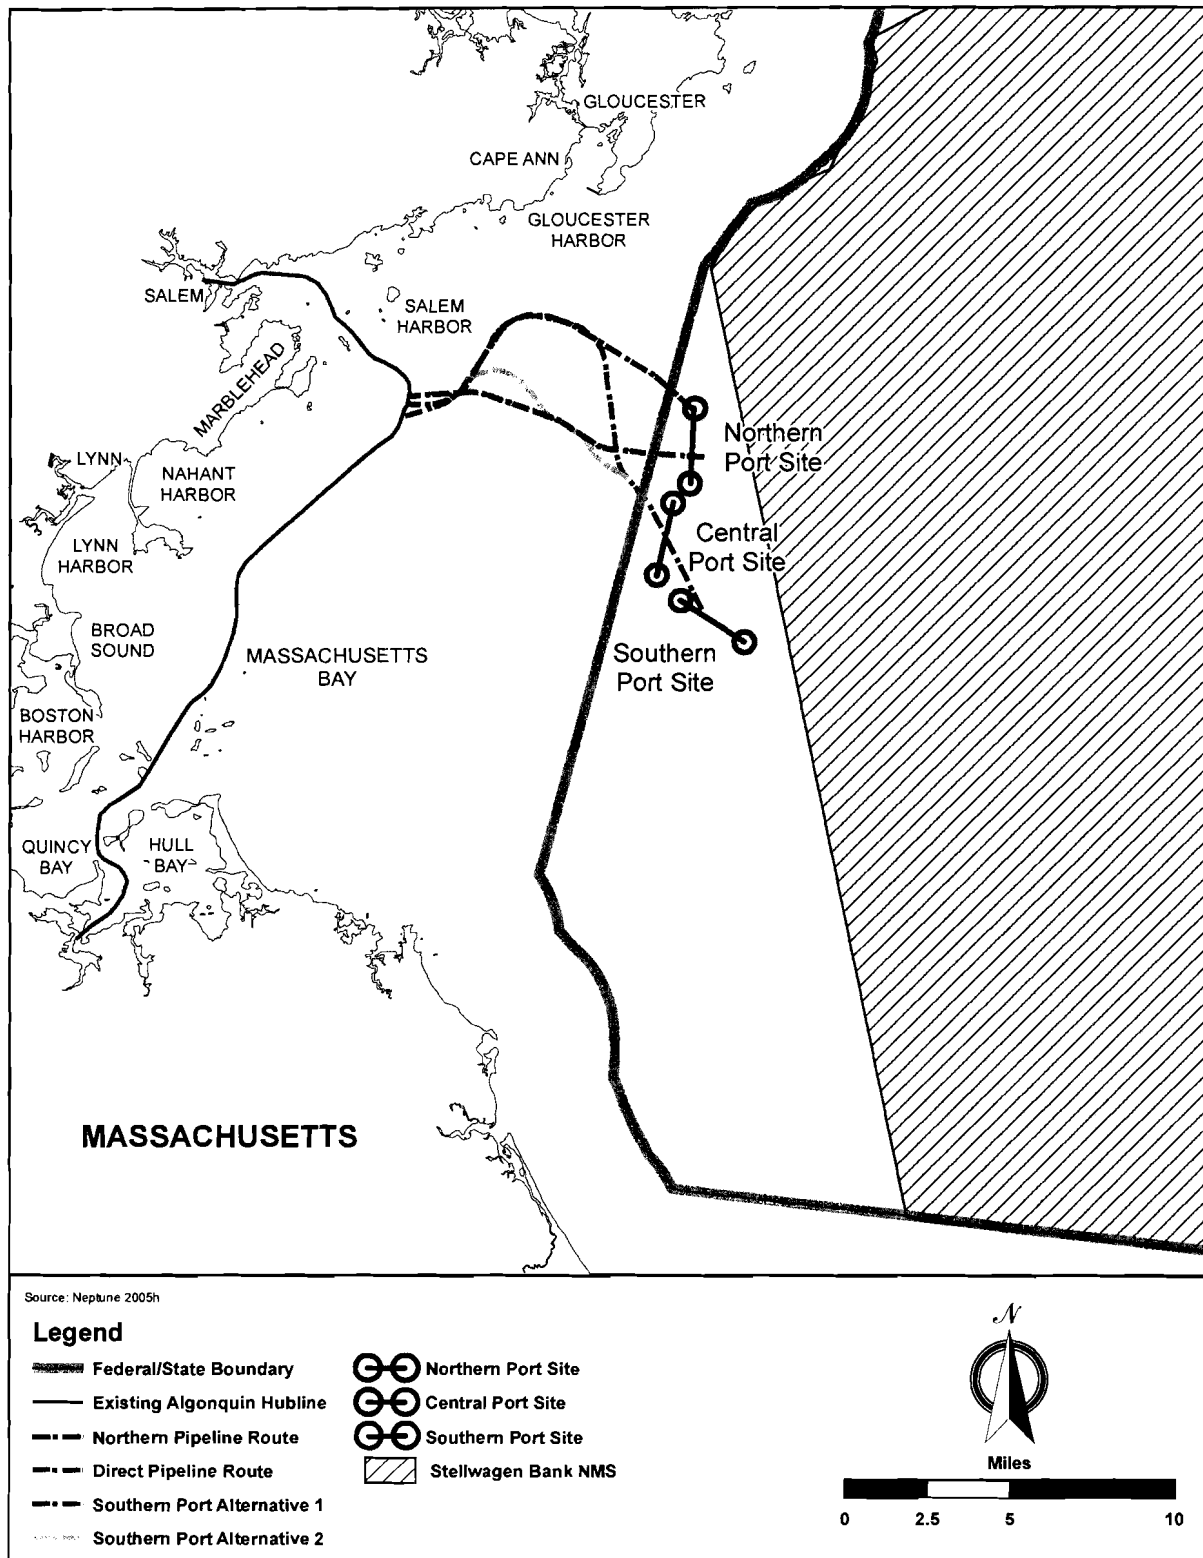 GLOUCESTER
CAPE ANN
GLOUCESTER
HARBOR
SALEM
SALEM
HARBOR
MARBLEHEAD
LYNN
NAHANT
HARBOR
LYNN
HARBOR
BROAD
SOUND
MASSACHUSETTS
BAY
BOSTON
HARBOR
QUINCY
BAY
HULL
BAY
Northern
Port Site
Central
Port Site
Southern
Port Site
MASSACHUSETTS
Source: Neptune 2005h
Legend
Federal/State Boundary
Existing Algonquin Hubline
Northern Pipeline Route
Direct Pipeline Route
Southern Port Alternative 1
Southern Port Alternative 2
Northern Port Site
Central Port Site
Southern Port Site
Stellwagen Bank NMS
N
Miles
0 2.5 5 10